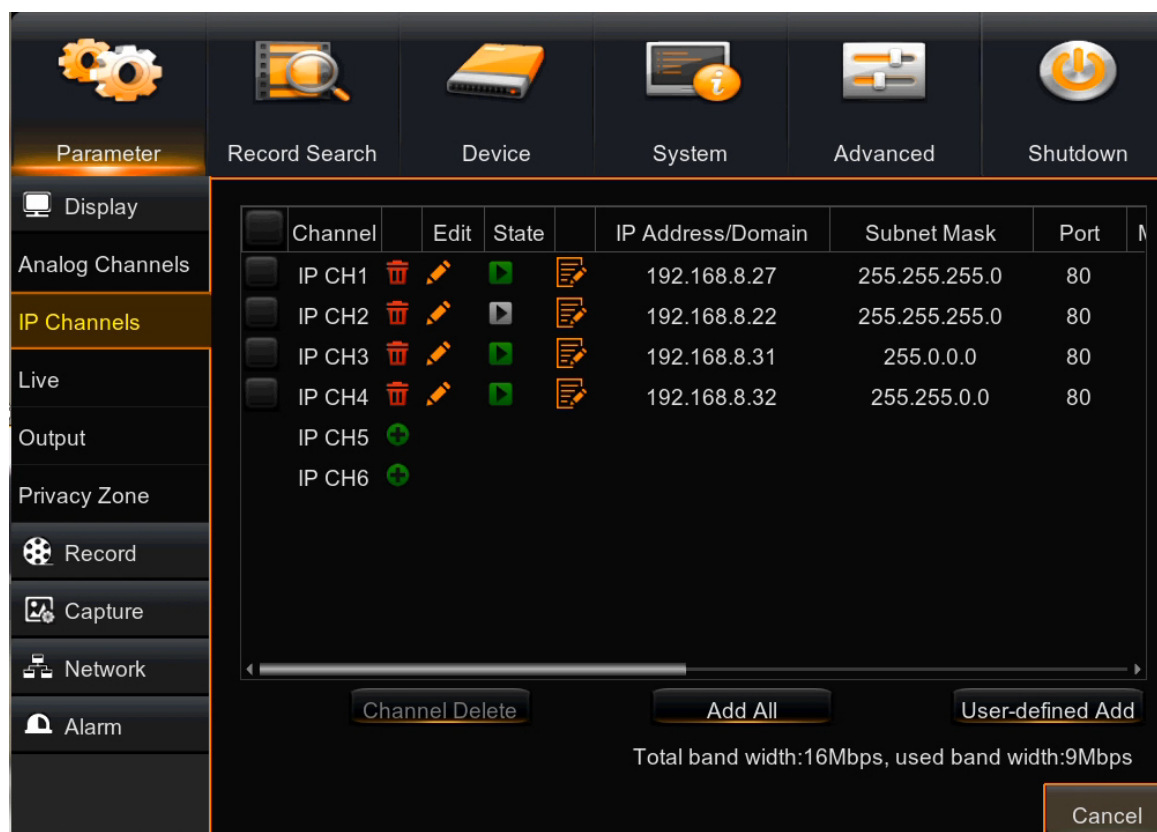 Parameter Record Search Device System Advanced Shutdown
Display
Analog Channels
IP Channels
Live
Output
Privacy Zone
Record
Capture
Network
Alarm
Channel Edit State IP Address/Domain Subnet Mask Port
IP CH1 192.168.8.27 255.255.255.0 80
IP CH2 192.168.8.22 255.255.255.0 80
IP CH3 192.168.8.31 255.0.0.0 80
IP CH4 192.168.8.32 255.255.0.0 80
IP CH5
IP CH6
Channel Delete Add All User-defined Add
Total band width:16Mbps, used band width:9Mbps
Cancel